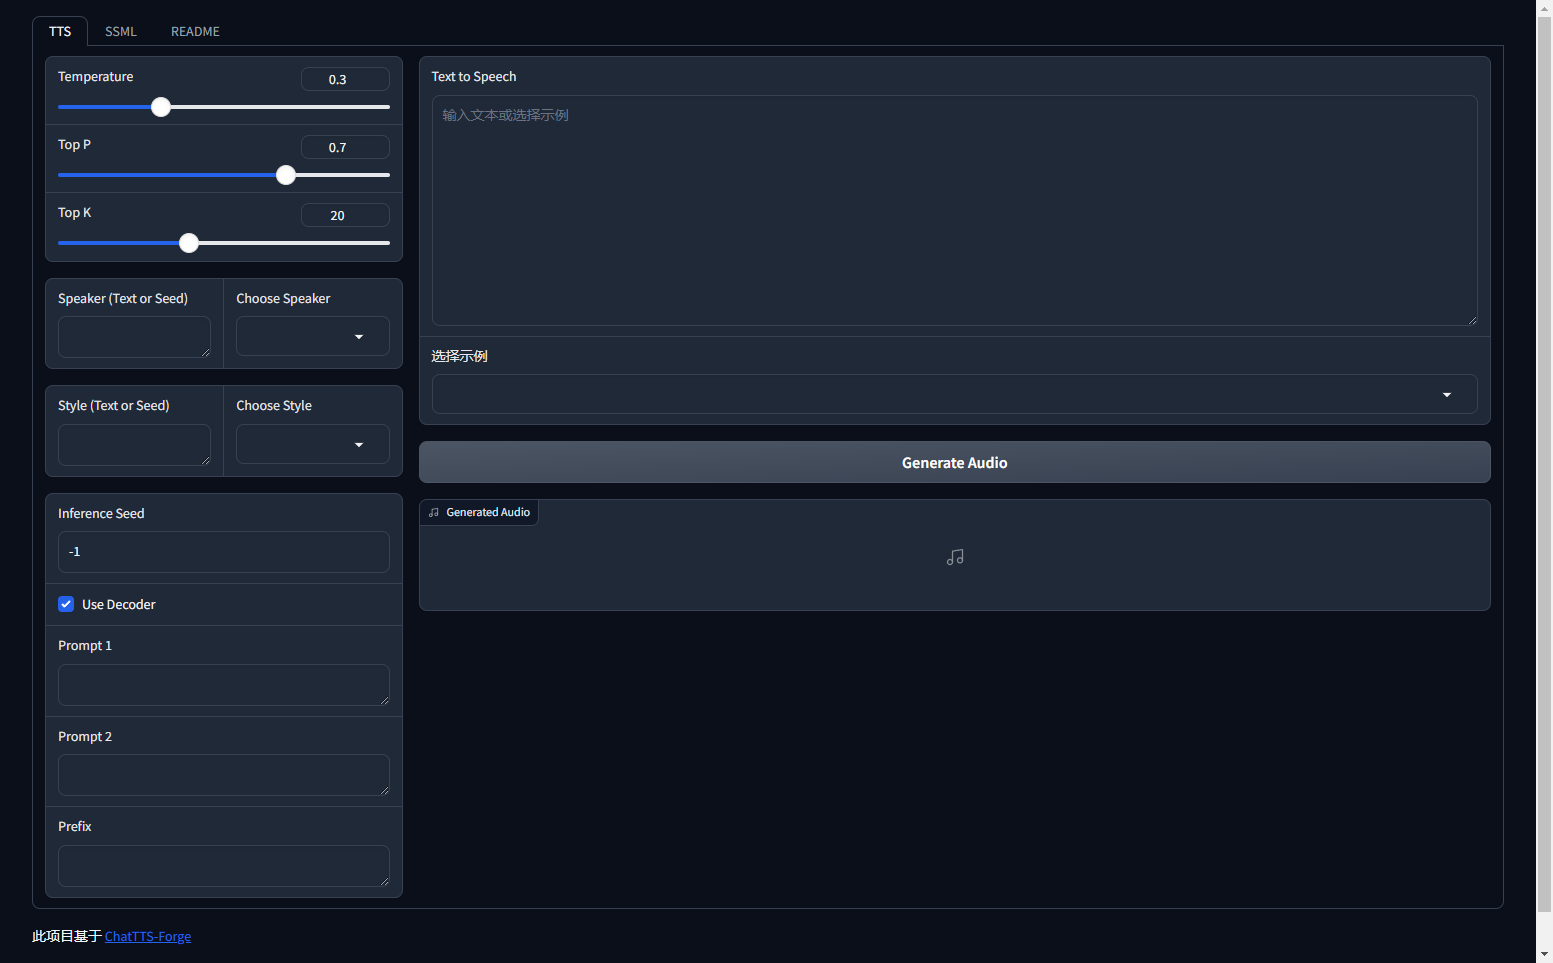 TTS
SSML
README
Temperature
0.3
Top P
0.7
Top K
20
Speaker (Text or Seed)
Choose Speaker
Style (Text or Seed)
Choose Style
Inference Seed
-1
Use Decoder
Prompt 1
Prompt 2
Prefix
Text to Speech
输入文本或选择示例
选择示例
Generate Audio
Generated Audio
此项目基于 ChatTTS-Forge